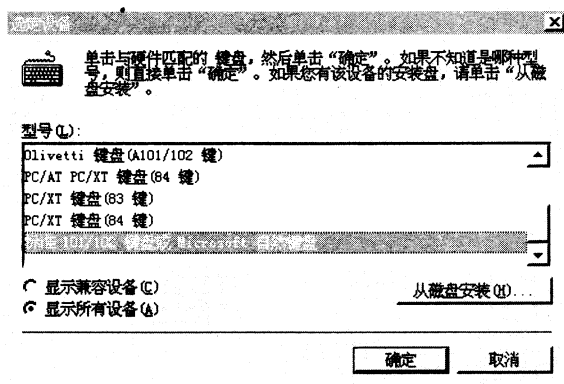 选定设备
单击与硬件匹配的 键盘，然后单击“确定”。如果不知道是哪种型
号，则直接单击“确定”。如果您有该设备的安装盘，请单击“从磁
盘安装”。
型号(L):
Olivetti 键盘(A101/102 键)
PC/AT PC/XT 键盘(84 键)
PC/XT 键盘(83 键)
PC/XT 键盘(84 键)
标准 101/102 键盘或 Microsoft 自然键盘
显示兼容设备(C)
显示所有设备(A)
从磁盘安装(H)...
确定
取消